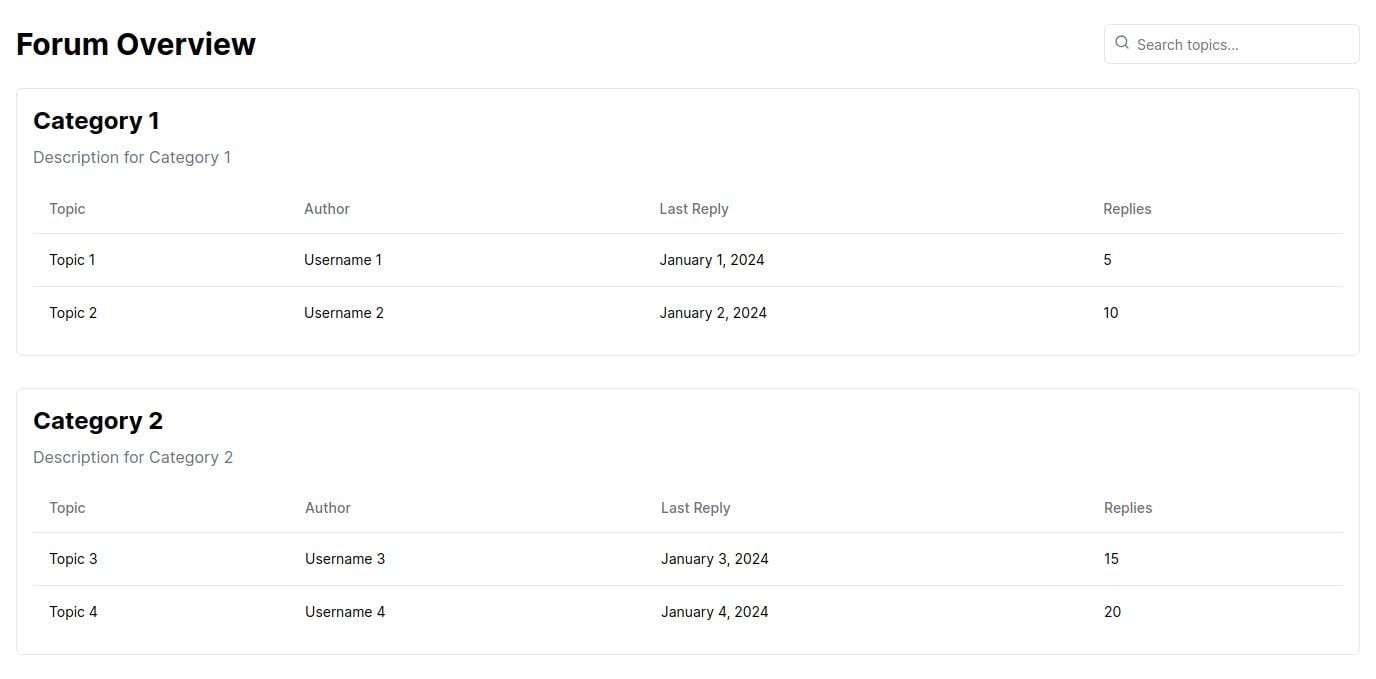 Forum Overview
Search topics...
Category 1
Description for Category 1
Topic Author Last Reply Replies
Topic 1 Username 1 January 1, 2024 5
Topic 2 Username 2 January 2, 2024 10
Category 2
Description for Category 2
Topic Author Last Reply Replies
Topic 3 Username 3 January 3, 2024 15
Topic 4 Username 4 January 4, 2024 20